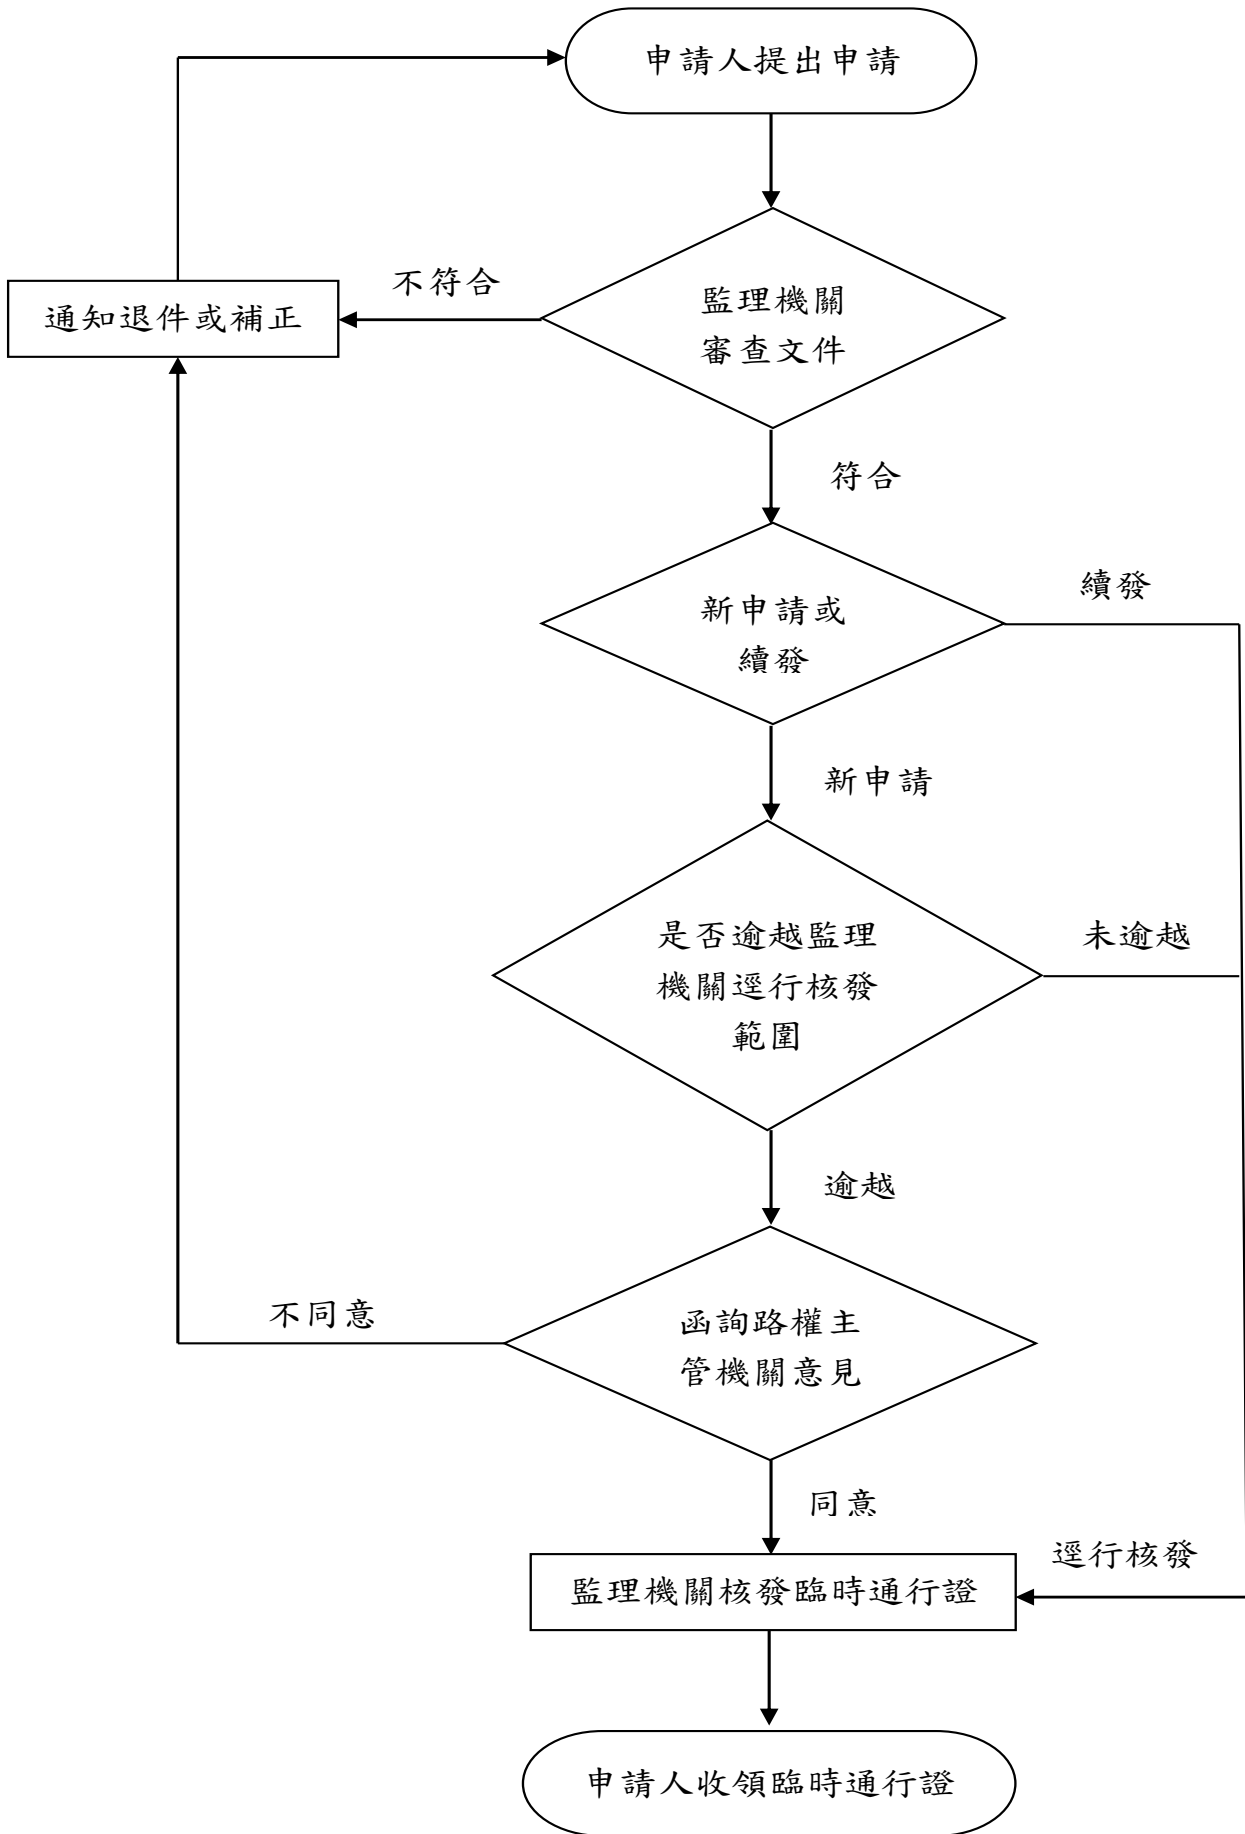 申請人提出申請
不符合
通知退件或補正
監理機關
審查文件
符合
續發
新申請或
續發
新申請
是否逾越監理
機關逕行核發
範圍
未逾越
逾越
不同意
函詢路權主
管機關意見
同意
逕行核發
監理機關核發臨時通行證
申請人收領臨時通行證